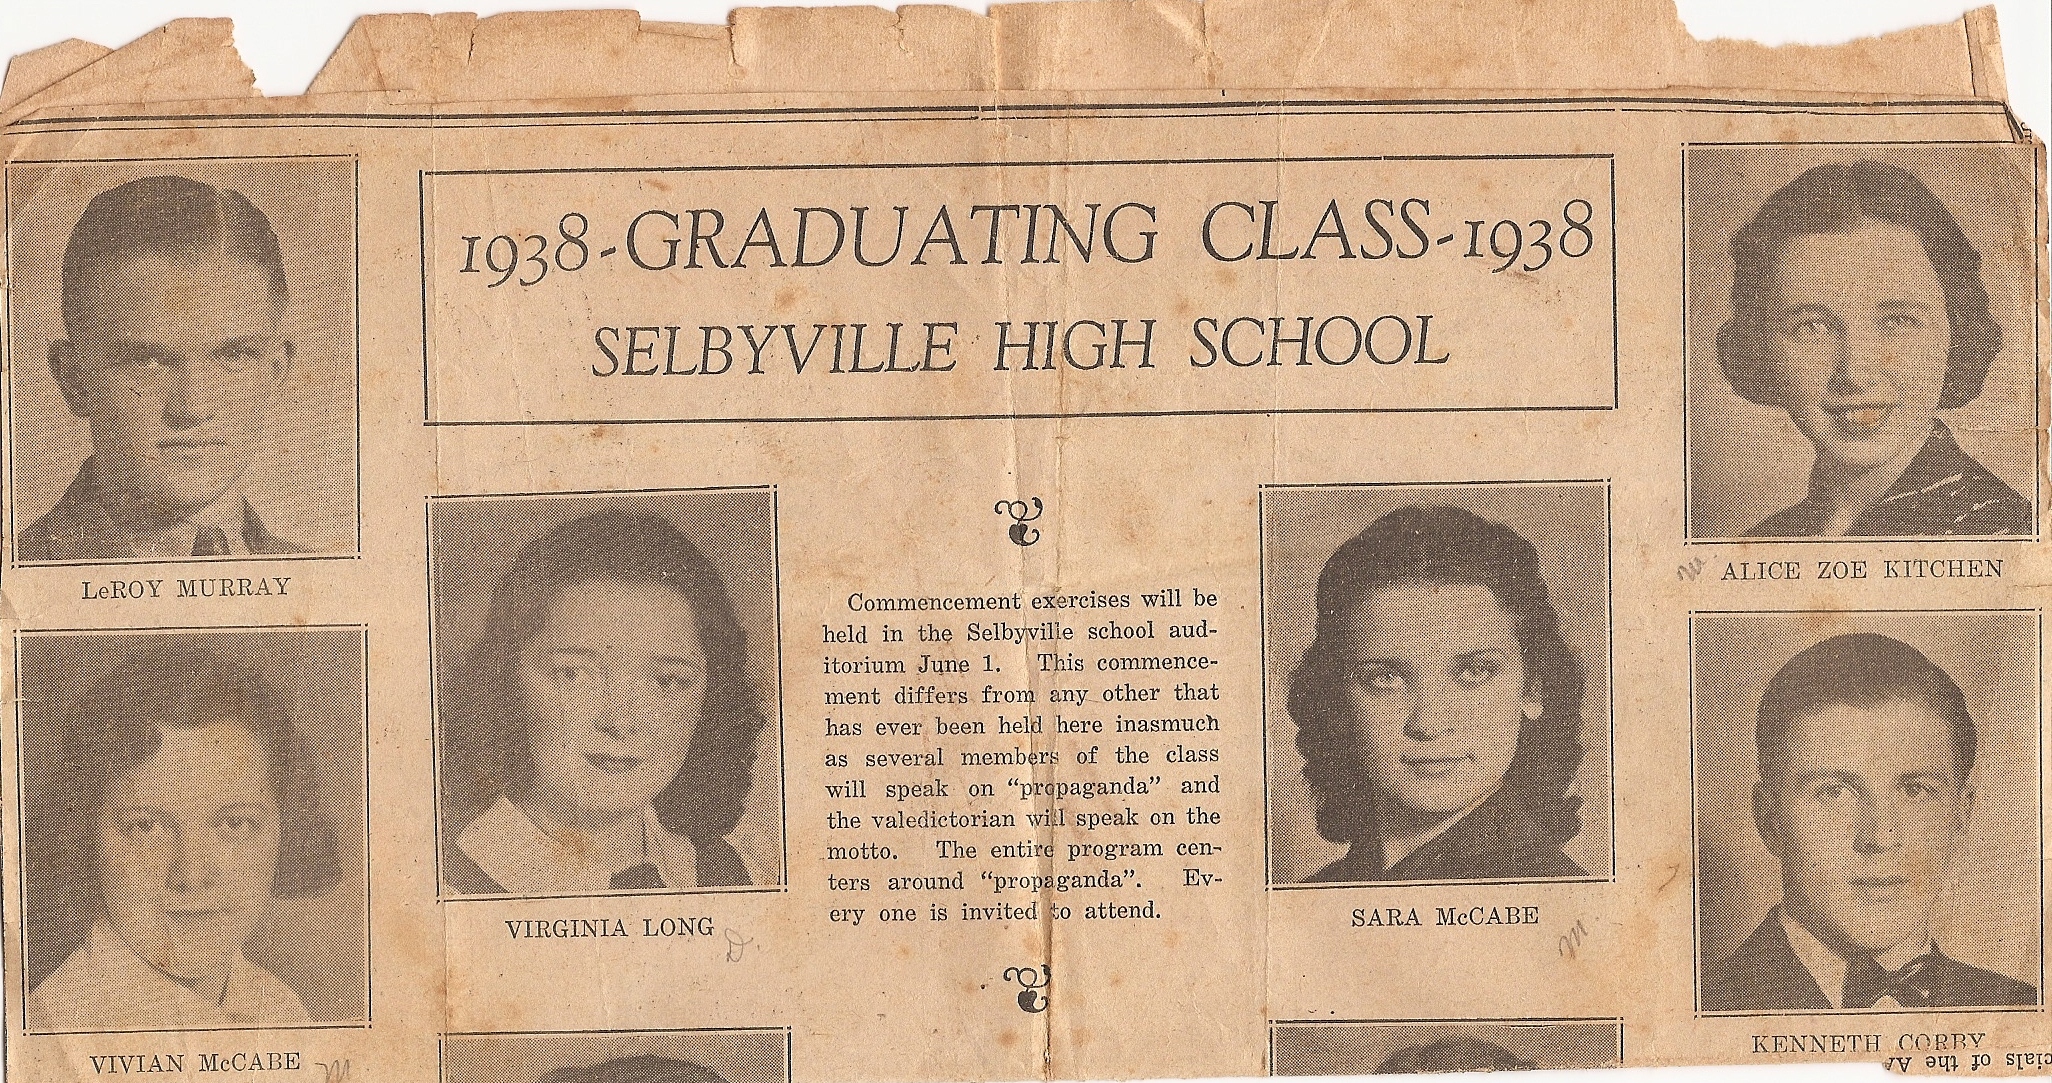 1938-GRADUATING CLASS-1938
SELBYVILLE HIGH SCHOOL
LeROY MURRAY
ALICE ZOE KITCHEN
m
Commencement exercises will be
held in the Selbyville school aud-
itorium June 1. This commence-
ment differs from any other that
has ever been held here inasmuch
as several members of the class
will speak on “propaganda” and
the valedictorian will speak on the
motto. The entire program cen-
ters around “propaganda”. Ev-
ery one is invited to attend.
VIRGINIA LONG
D.
SARA McCABE
m.
VIVIAN McCABE
m
KENNETH CORBY
cials of the